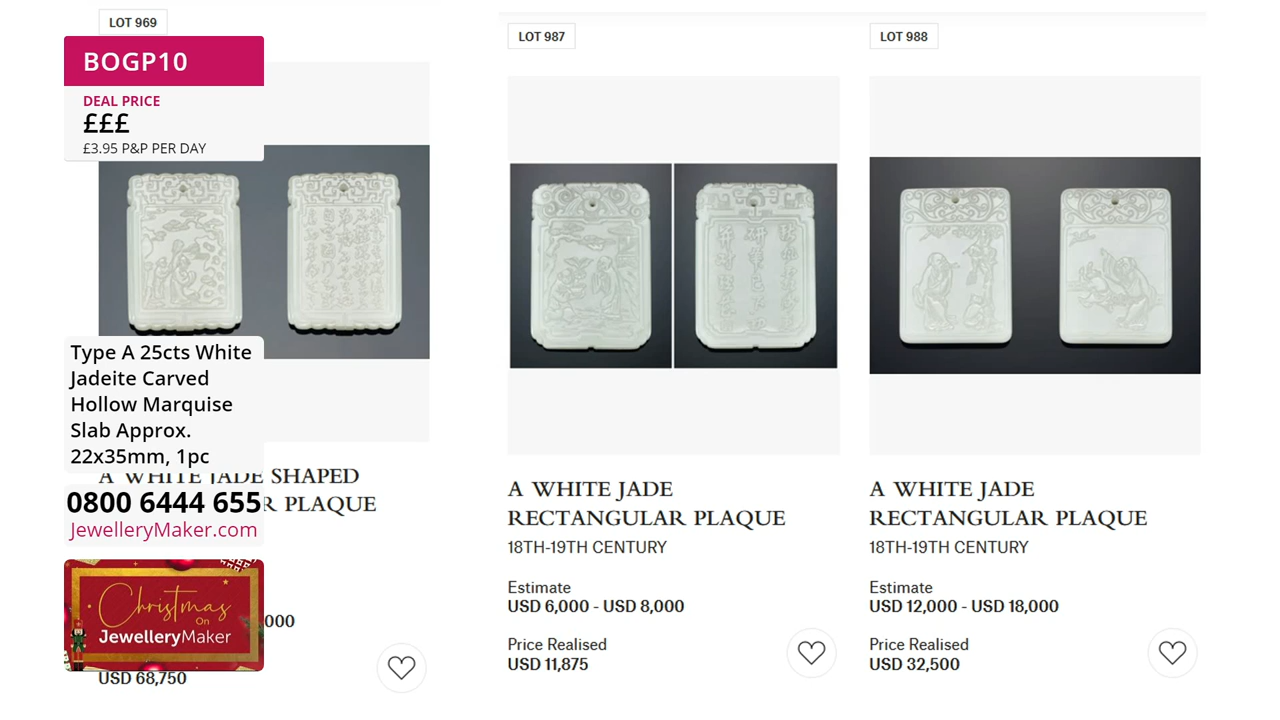 LOT 969
BOGP10
DEAL PRICE
£££
£3.95 P&P PER DAY
Type A 25cts White
Jadeite Carved
Hollow Marquise
Slab Approx.
22x35mm, 1pc
A WHITE JADE SHAPED
R PLAQUE
0800 6444 655
JewelleryMaker.com
Christmas
On
JewelleryMaker
000
USD 68,750
LOT 987
A WHITE JADE
RECTANGULAR PLAQUE
18TH-19TH CENTURY
Estimate
USD 6,000 - USD 8,000
Price Realised
USD 11,875
LOT 988
A WHITE JADE
RECTANGULAR PLAQUE
18TH-19TH CENTURY
Estimate
USD 12,000 - USD 18,000
Price Realised
USD 32,500